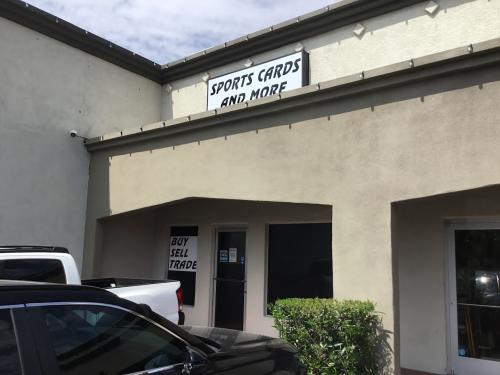 SPORTS CARDS
AND MORE
BUY
SELL
TRADE